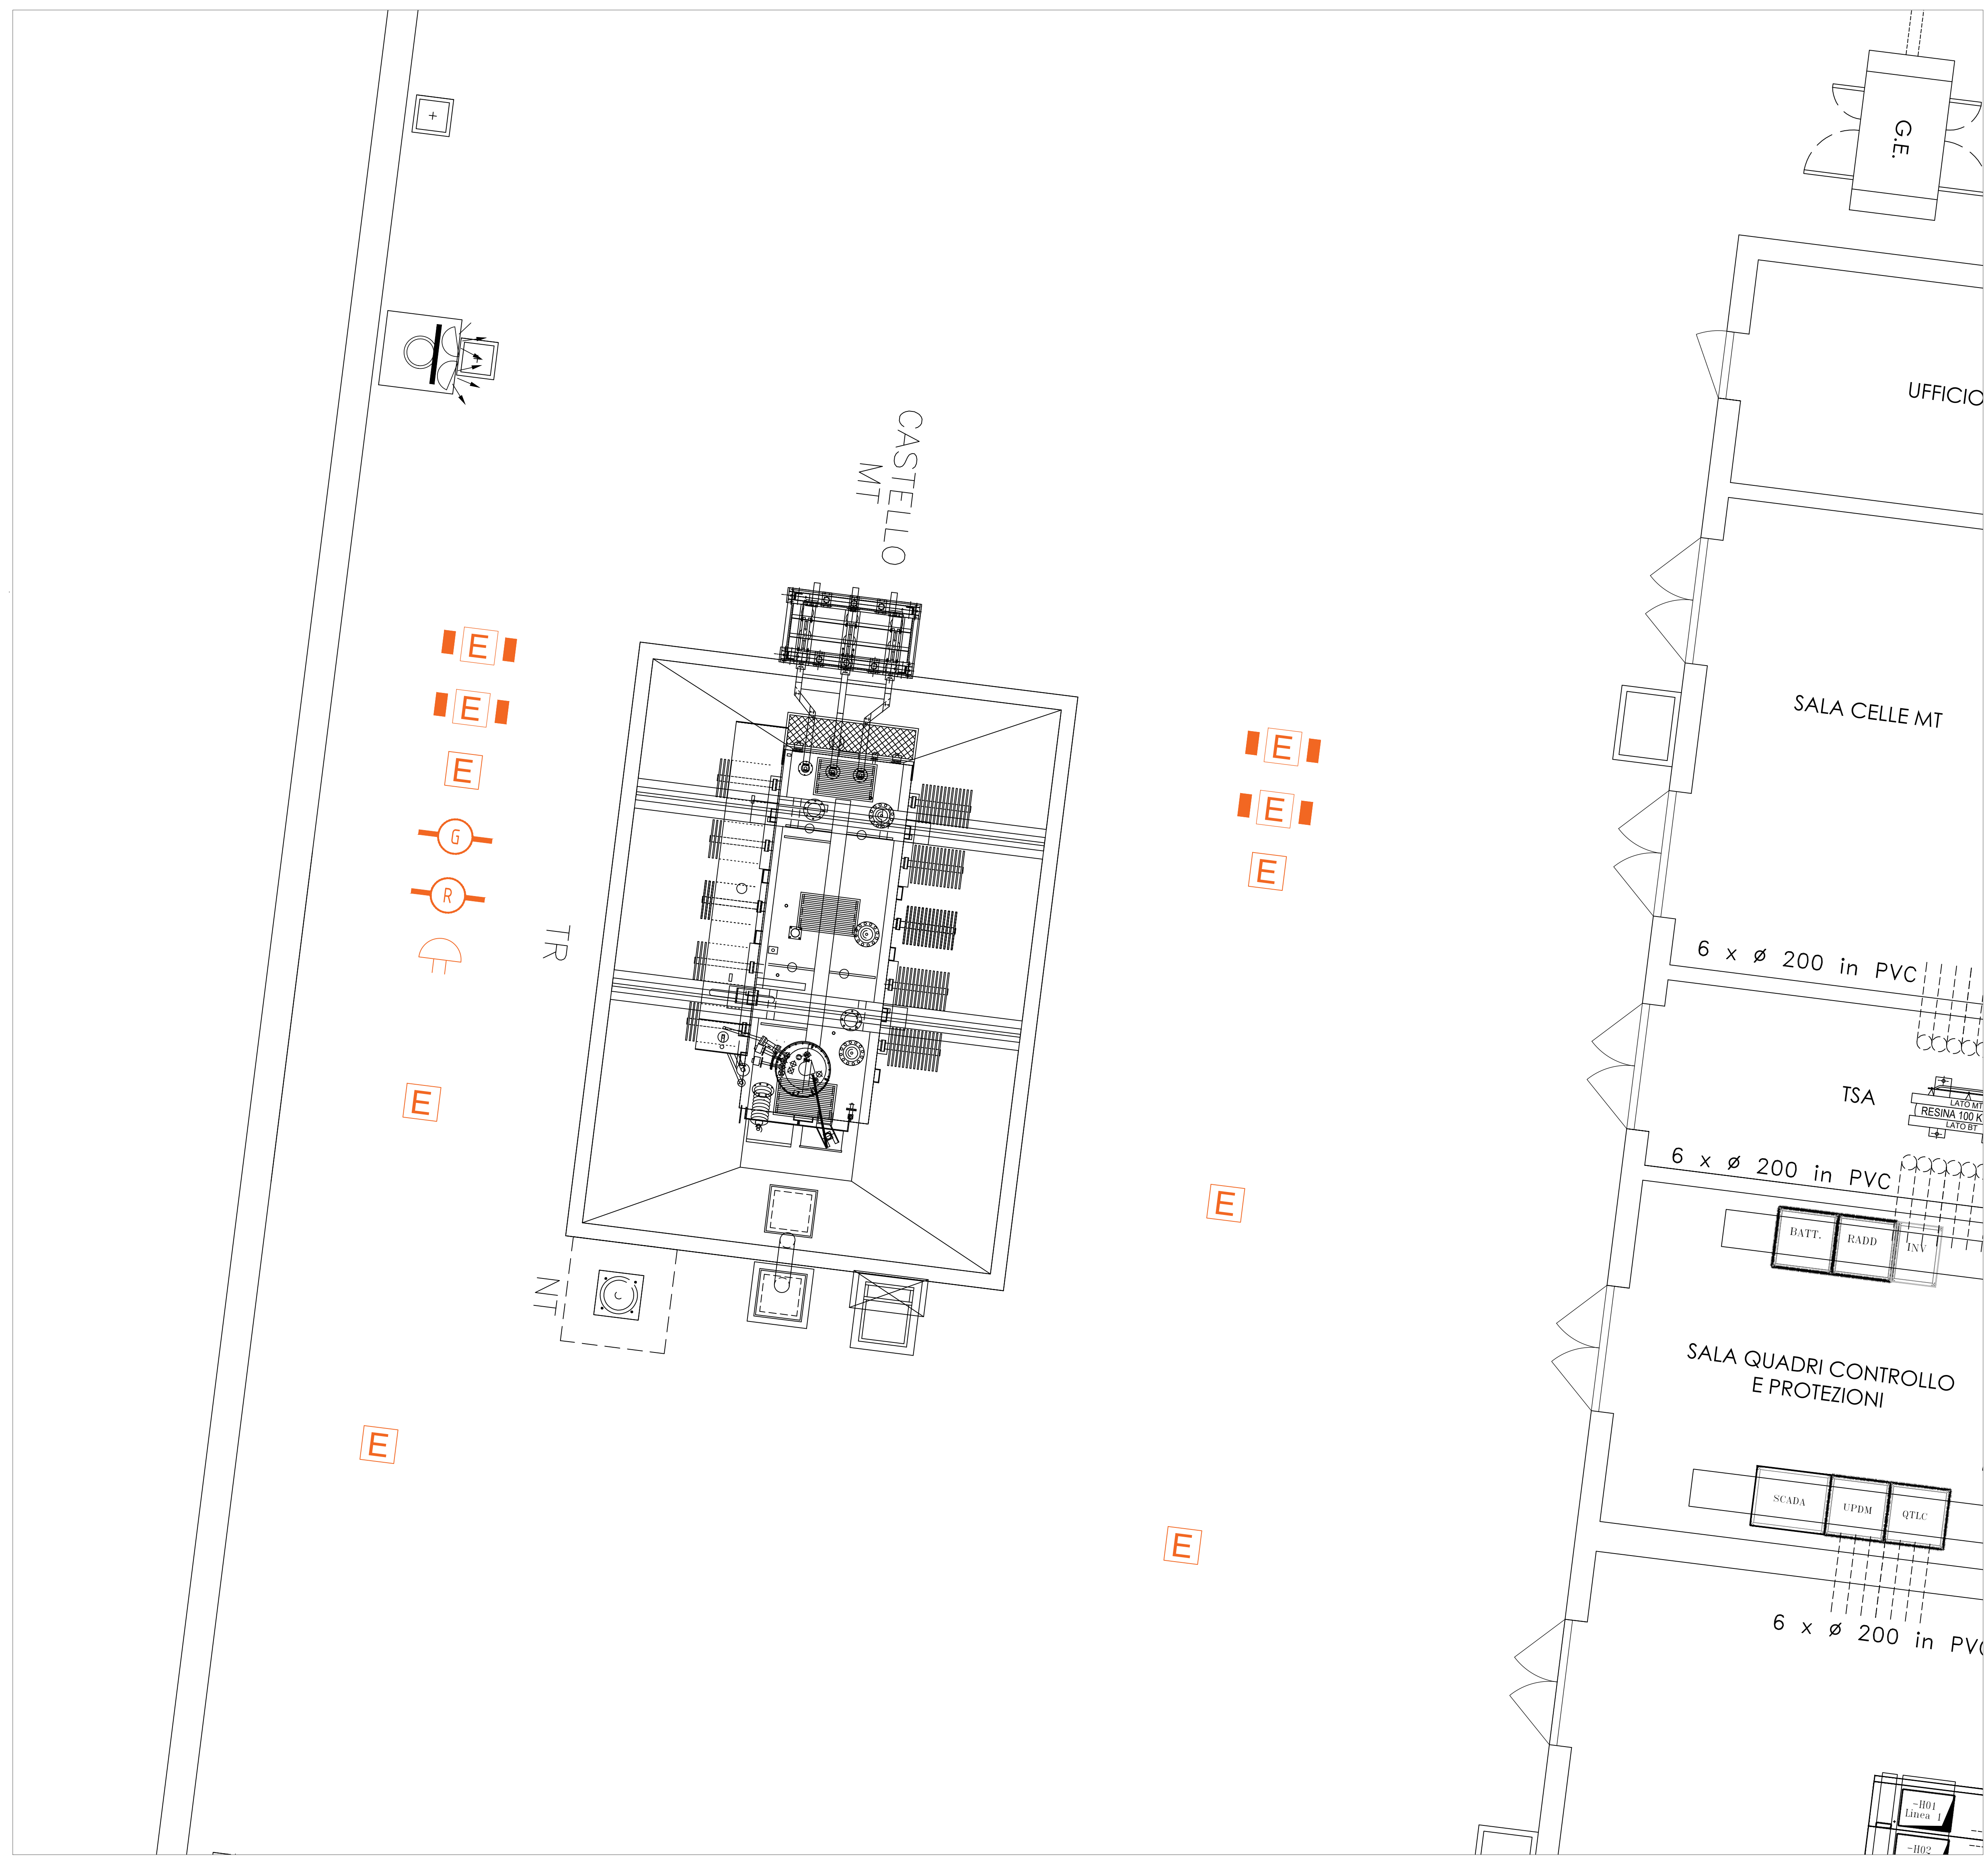 G.E.
UFFICIO
CASTELLO
MT
E
E
E
G
R
E
E
SALA CELLE MT
E
E
E
TR
6 x ø 200 in PVC
TSA
LATO MT
RESINA 100 K
LATO BT
E
E
6 x ø 200 in PVC
BATT.
RADD
INV
NT
SALA QUADRI CONTROLLO
E PROTEZIONI
SCADA
UPDM
QTLC
6 x ø 200 in PVC
E
-H01
Linea 1
-H02